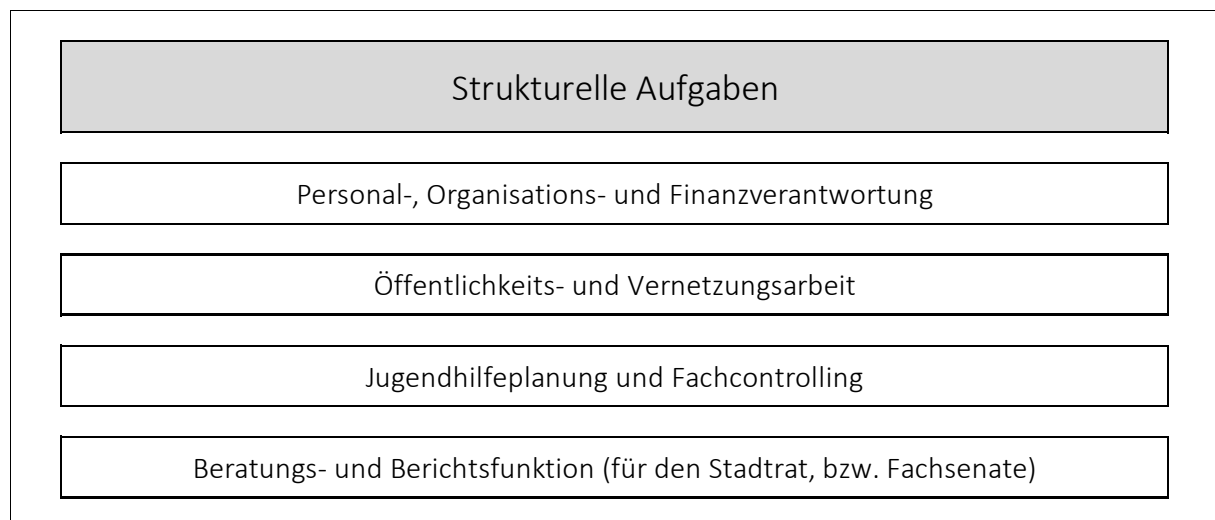 Strukturelle Aufgaben
Personal-, Organisations- und Finanzverantwortung
Öffentlichkeits- und Vernetzungsarbeit
Jugendhilfeplanung und Fachcontrolling
Beratungs- und Berichtsfunktion (für den Stadtrat, bzw. Fachsenate)